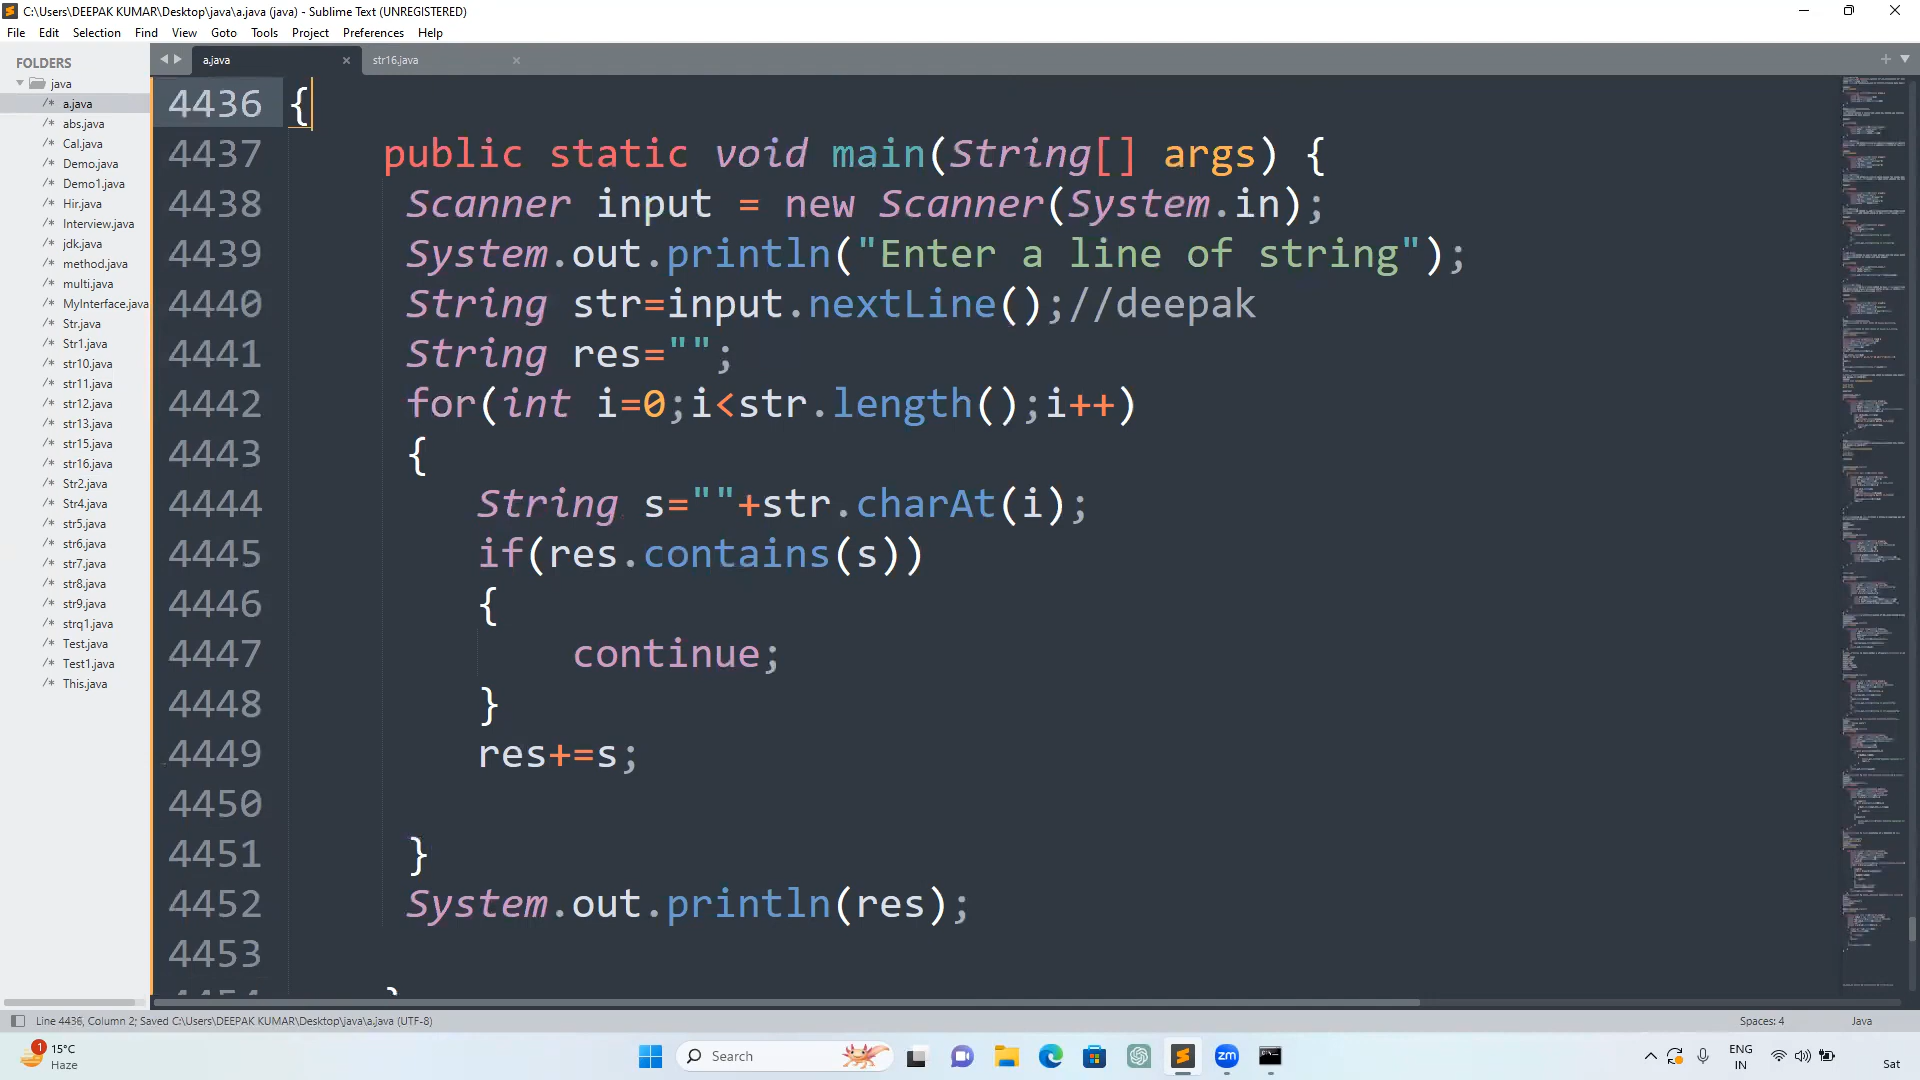 C:\Users\DEEPAK KUMAR\Desktop\java\a.java (java) - Sublime Text (UNREGISTERED)
File Edit Selection Find View Goto Tools Project Preferences Help
FOLDERS
java
/* a.java
/* abs.java
/* Cal.java
/* Demo.java
/* Demo1.java
/* Hir.java
/* Interview.java
/* jdk.java
/* method.java
/* multi.java
/* MyInterface.java
/* Str.java
/* Str1.java
/* str10.java
/* str11.java
/* str12.java
/* str13.java
/* str15.java
/* str16.java
/* Str2.java
/* Str4.java
/* str5.java
/* str6.java
/* str7.java
/* str8.java
/* str9.java
/* strq1.java
/* Test.java
/* Test1.java
/* This.java
a.java str16.java
4436 {
4437 public static void main(String[] args) {
4438 Scanner input = new Scanner(System.in);
4439 System.out.println("Enter a line of string");
4440 String str=input.nextLine();//deepak
4441 String res="";
4442 for(int i=0;i<str.length();i++)
4443 {
4444 String s=""+str.charAt(i);
4445 if(res.contains(s))
4446 {
4447 continue;
4448 }
4449 res+=s;
4450
4451 }
4452 System.out.println(res);
4453
4454 }
Line 4436, Column 2; Saved C:\Users\DEEPAK KUMAR\Desktop\java\a.java (UTF-8) Spaces: 4 Java
1
15°C
Haze
Search
zm
ENG
IN
Sat